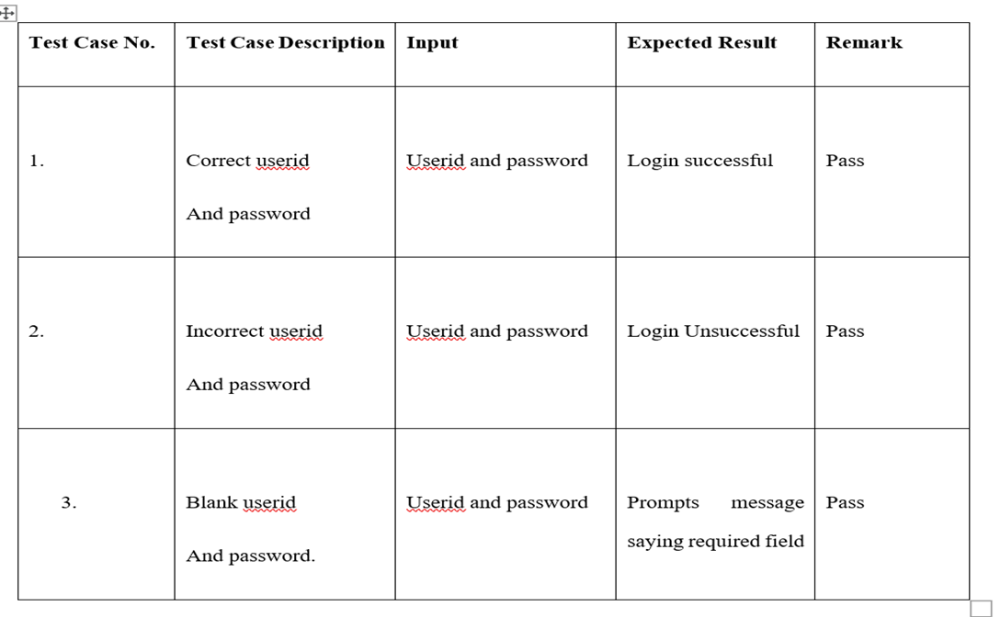 Test Case No. Test Case Description Input Expected Result Remark
1. Correct userid Userid and password Login successful Pass
And password
2. Incorrect userid Userid and password Login Unsuccessful Pass
And password
3. Blank userid Userid and password Prompts message Pass
saying required field
And password.